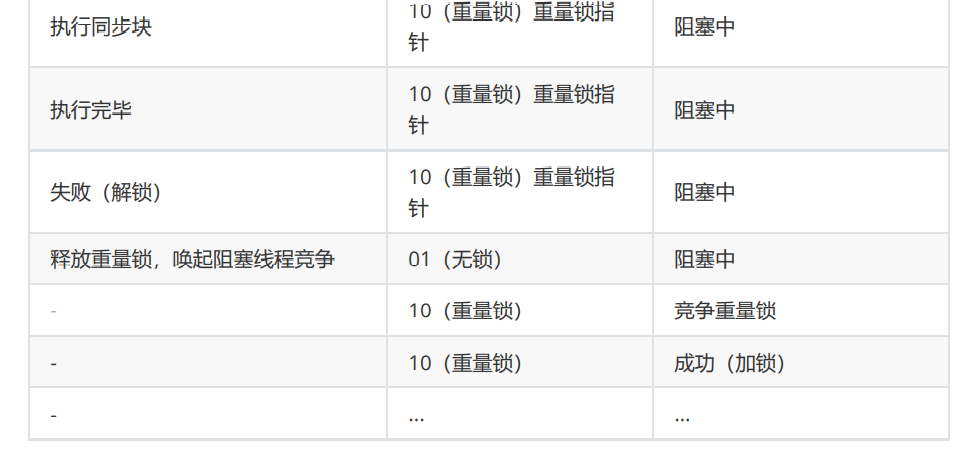 执行同步块
10（重量锁）重量锁指
针
阻塞中
执行完毕
10（重量锁）重量锁指
针
阻塞中
失败（解锁）
10（重量锁）重量锁指
针
阻塞中
释放重量锁，唤起阻塞线程竞争
01（无锁）
阻塞中
-
10（重量锁）
竞争重量锁
-
10（重量锁）
成功（加锁）
-
...
...